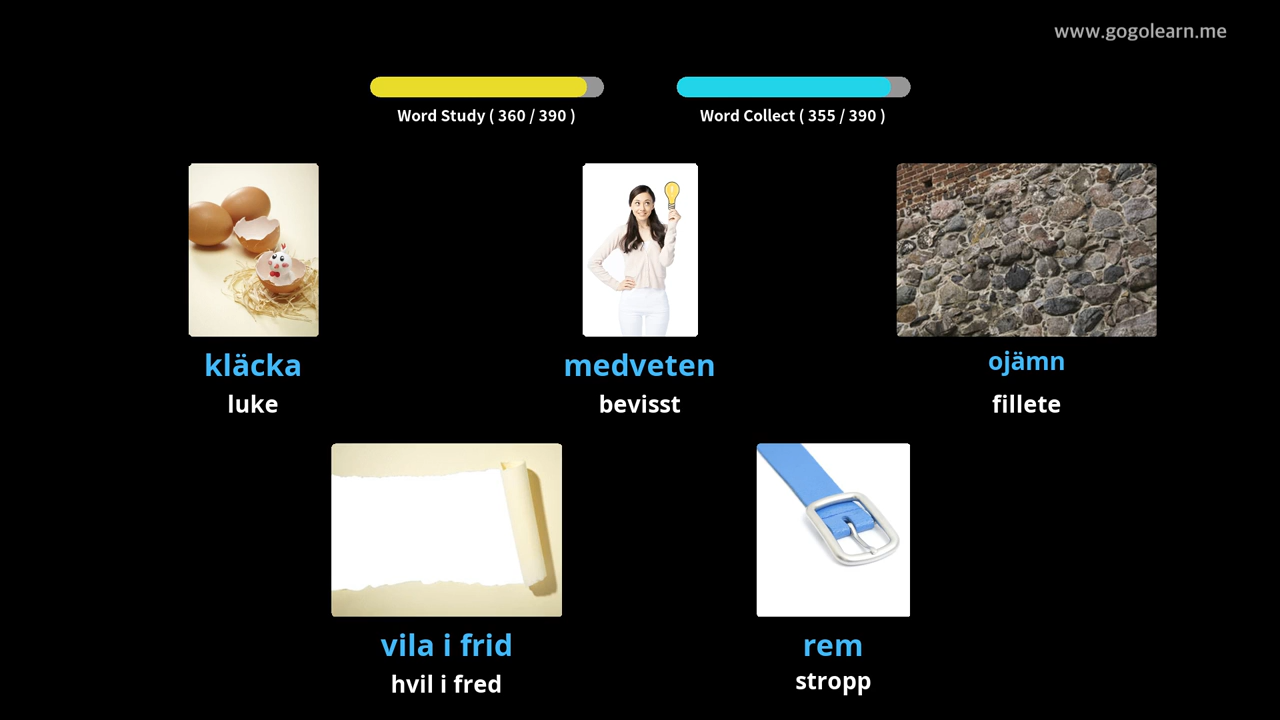 www.gogolearn.me
Word Study ( 360 / 390 )
Word Collect ( 355 / 390 )
kläcka
luke
medveten
bevisst
ojämn
fillete
vila i frid
hvil i fred
rem
stropp